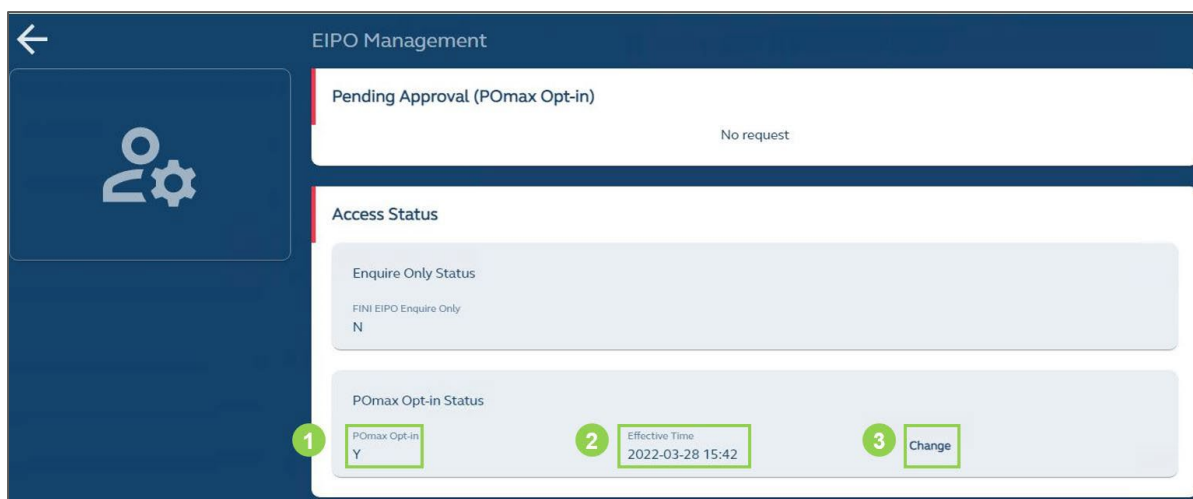 EIPO Management
Pending Approval (POmax Opt-in)
No request
Access Status
Enquire Only Status
FINI EIPO Enquire Only
N
POmax Opt-in Status
1 POmax Opt-in 2 Effective Time 3 Change
Y 2022-03-28 15:42